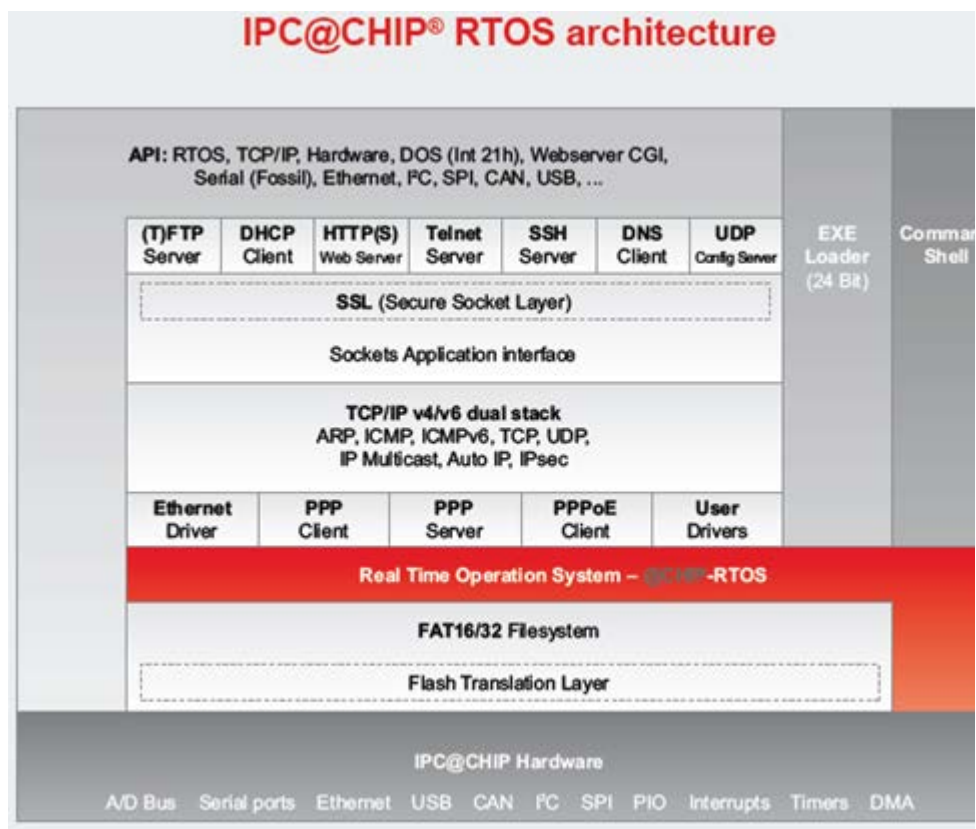 IPC@CHIP® RTOS architecture
API: RTOS, TCP/IP, Hardware, DOS (Int 21h), Webserver CGI,
Serial (Fossil), Ethernet, I²C, SPI, CAN, USB, ...
(T)FTP
Server
DHCP
Client
HTTP(S)
Web Server
Telnet
Server
SSH
Server
DNS
Client
UDP
Config Server
EXE
Loader
(24 Bit)
Comman
Shell
SSL (Secure Socket Layer)
Sockets Application interface
TCP/IP v4/v6 dual stack
ARP, ICMP, ICMPv6, TCP, UDP,
IP Multicast, Auto IP, IPsec
Ethernet
Driver
PPP
Client
PPP
Server
PPPoE
Client
User
Drivers
Real Time Operation System – @CHIP-RTOS
FAT16/32 Filesystem
Flash Translation Layer
IPC@CHIP Hardware
A/D Bus Serial ports Ethernet USB CAN I²C SPI PIO Interrupts Timers DMA